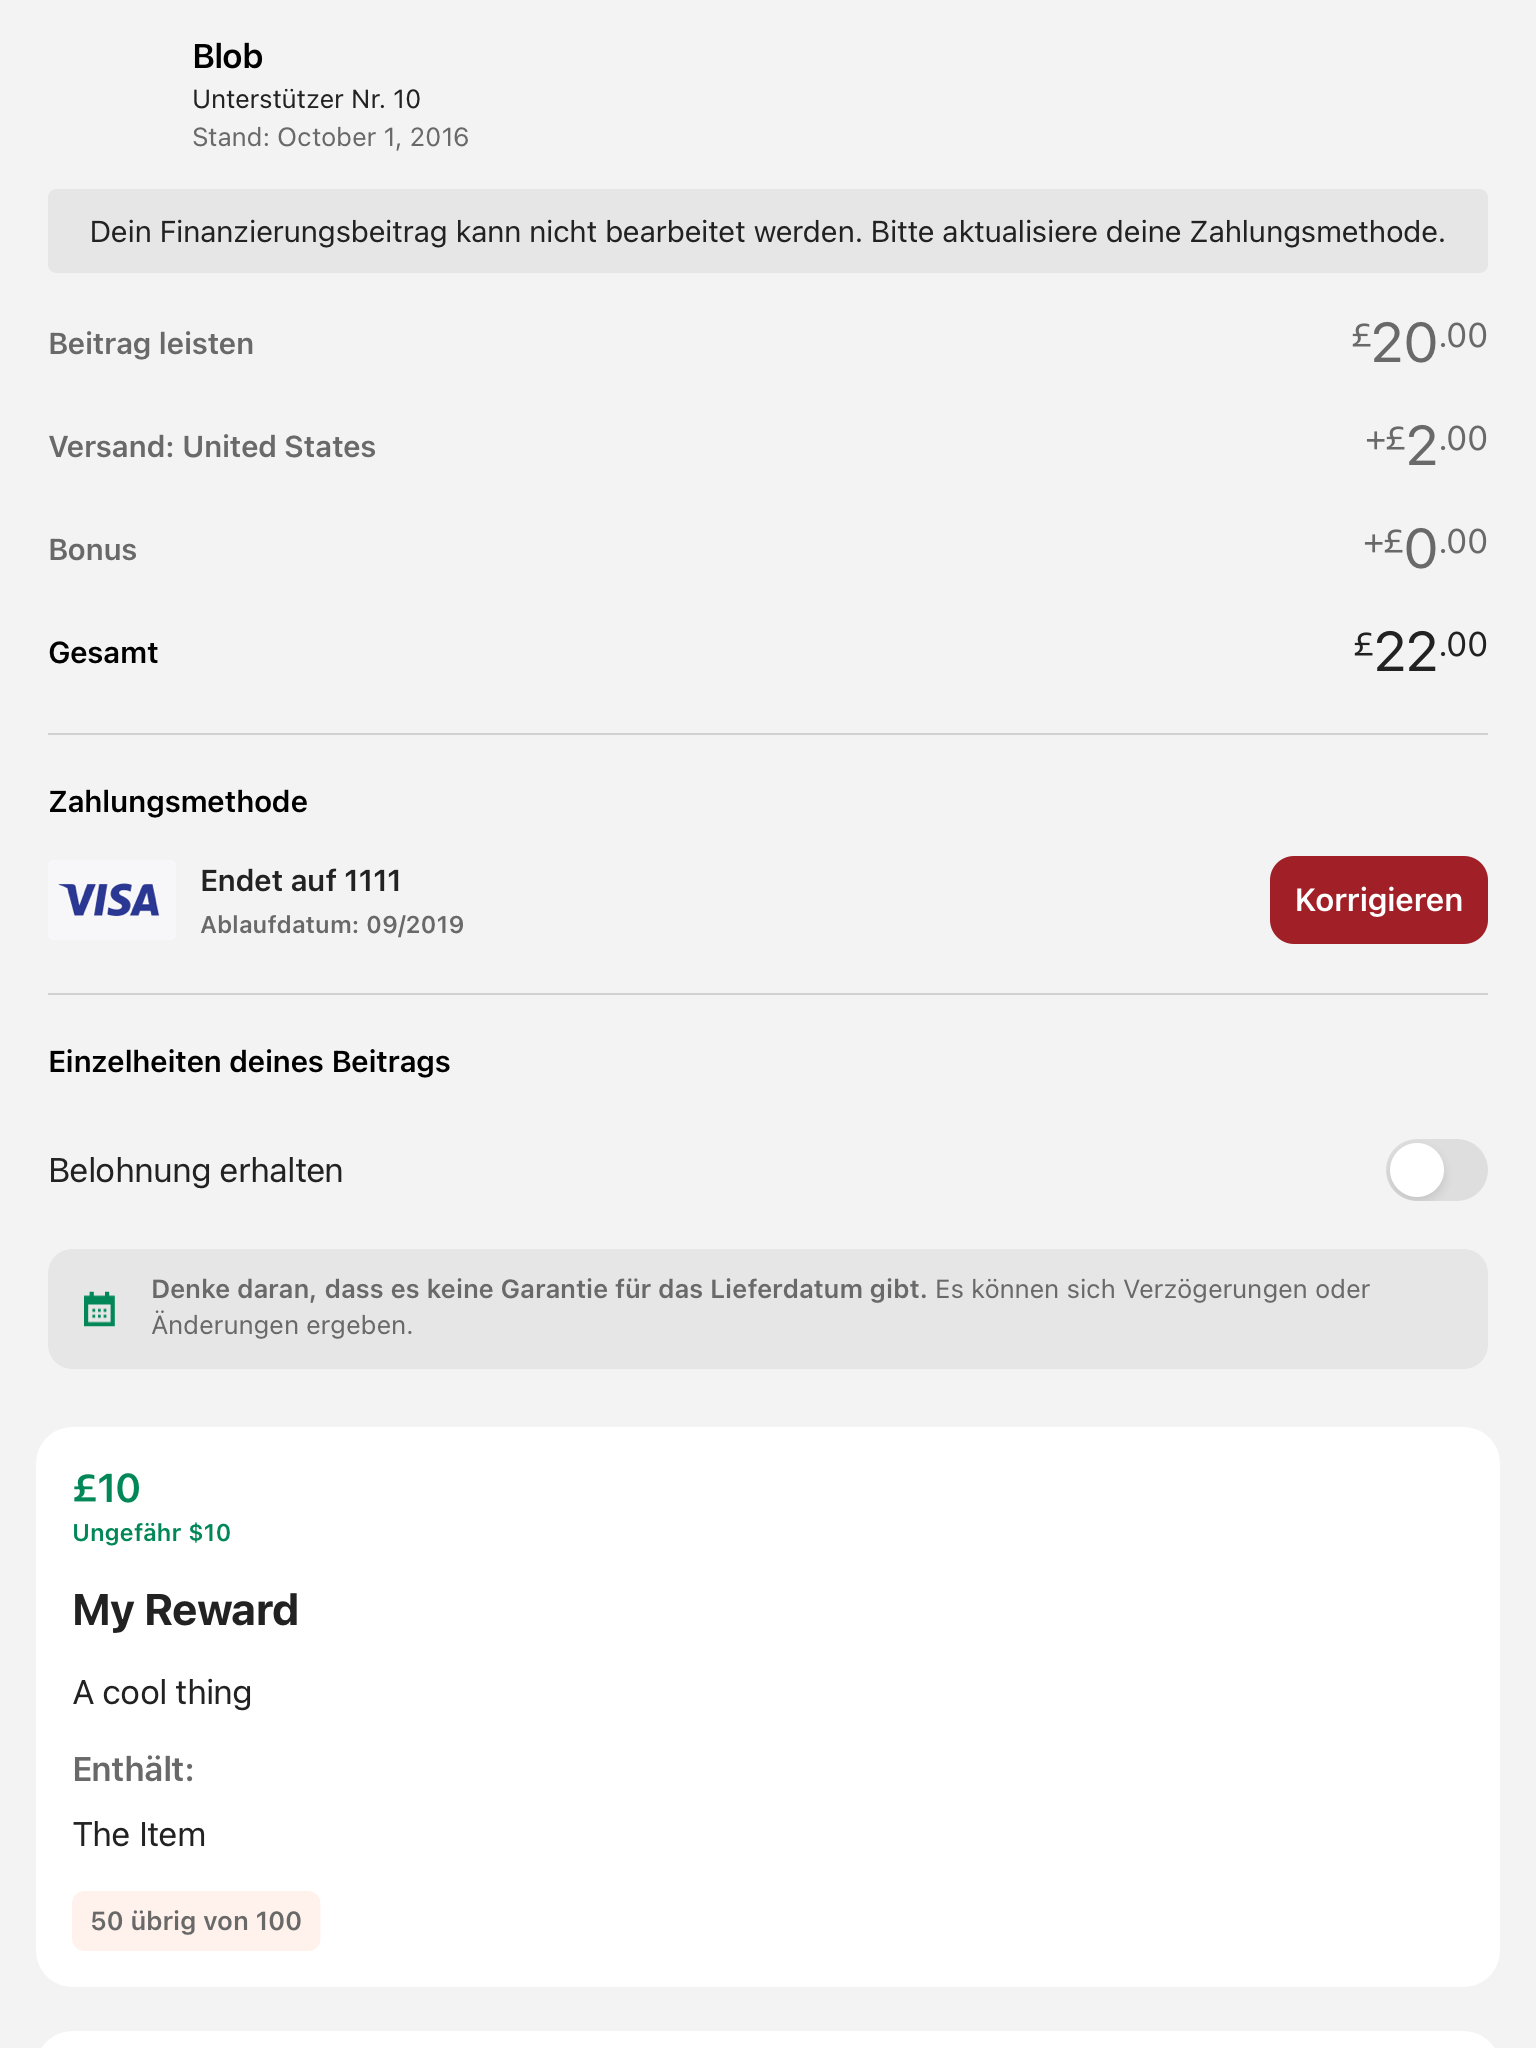 Blob
Unterstützer Nr. 10
Stand: October 1, 2016
Dein Finanzierungsbeitrag kann nicht bearbeitet werden. Bitte aktualisiere deine Zahlungsmethode.
Beitrag leisten £20.00
Versand: United States +£2.00
Bonus +£0.00
Gesamt £22.00
Zahlungsmethode
VISA
Endet auf 1111
Ablaufdatum: 09/2019
Korrigieren
Einzelheiten deines Beitrags
Belohnung erhalten
Denke daran, dass es keine Garantie für das Lieferdatum gibt. Es können sich Verzögerungen oder
Änderungen ergeben.
£10
Ungefähr $10
My Reward
A cool thing
Enthält:
The Item
50 übrig von 100